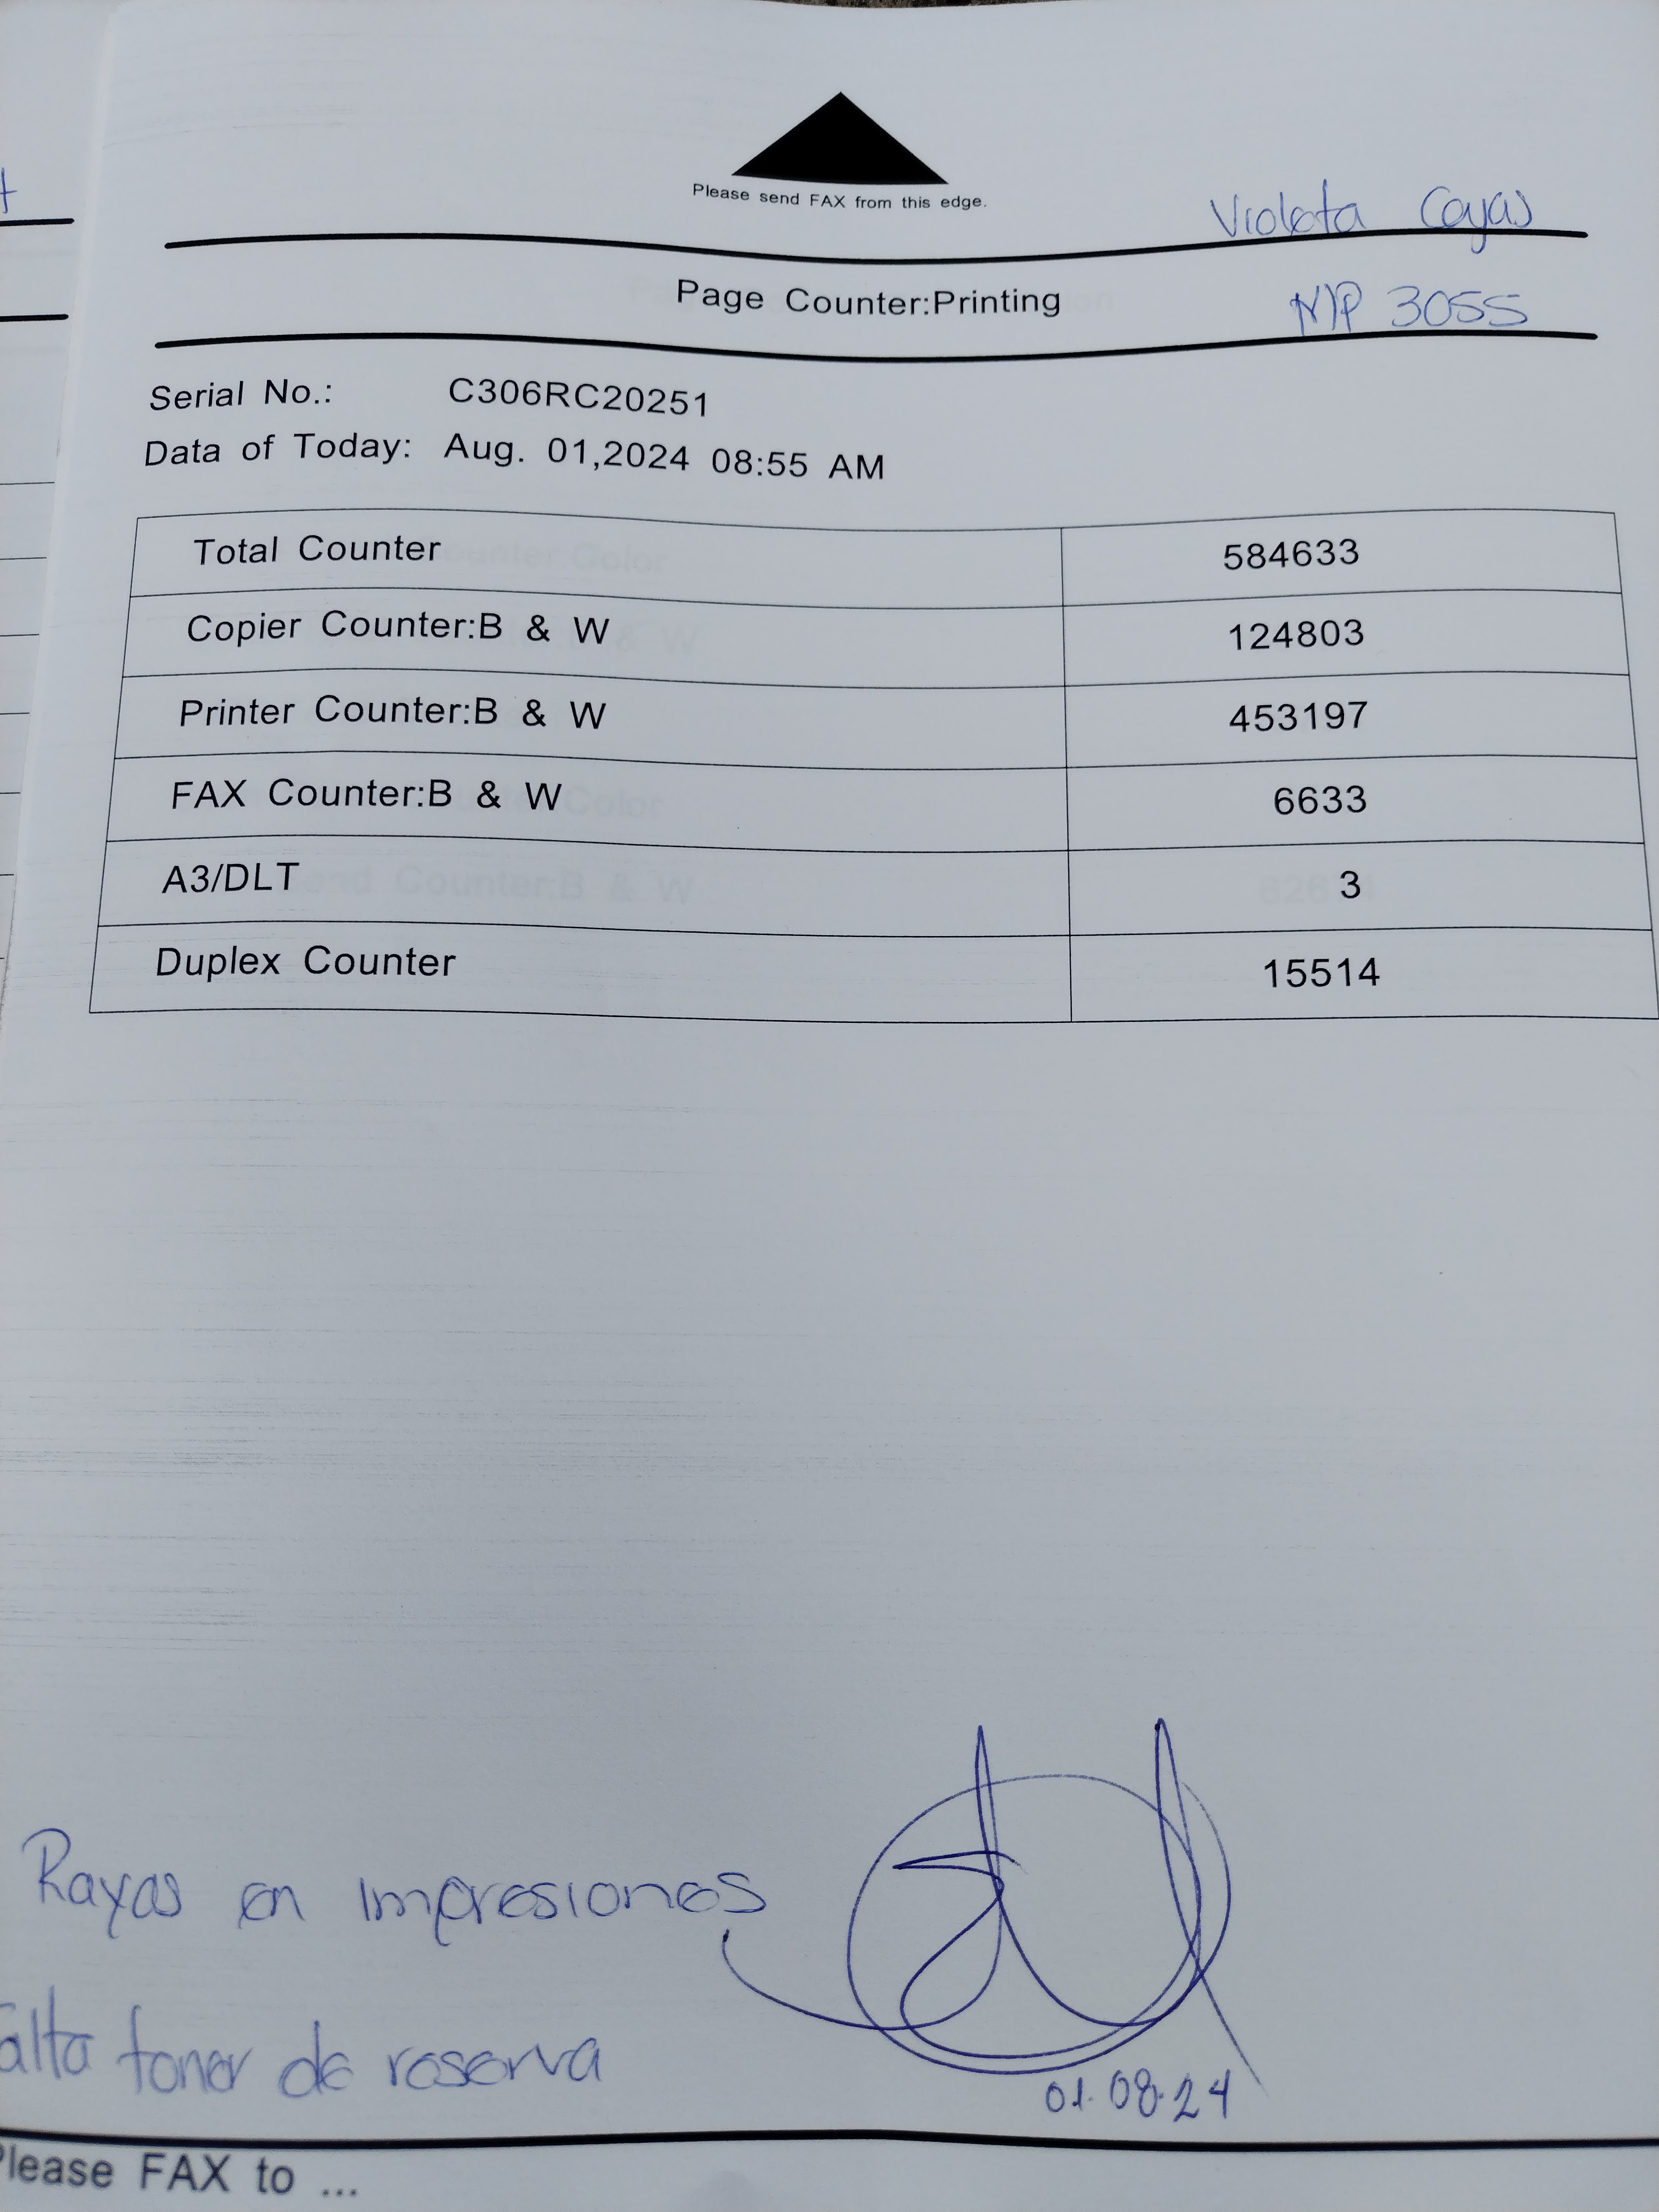 Please send FAX from this edge.
Violeta Cayas
Page Counter:Printing
MP 3055
Serial No.: C306RC20251
Data of Today: Aug. 01,2024 08:55 AM
Total Counter 584633
Copier Counter:B & W 124803
Printer Counter:B & W 453197
FAX Counter:B & W 6633
A3/DLT 3
Duplex Counter 15514
Rayas en impresiones
Falta toner de reserva
01.08.24
Please FAX to ...